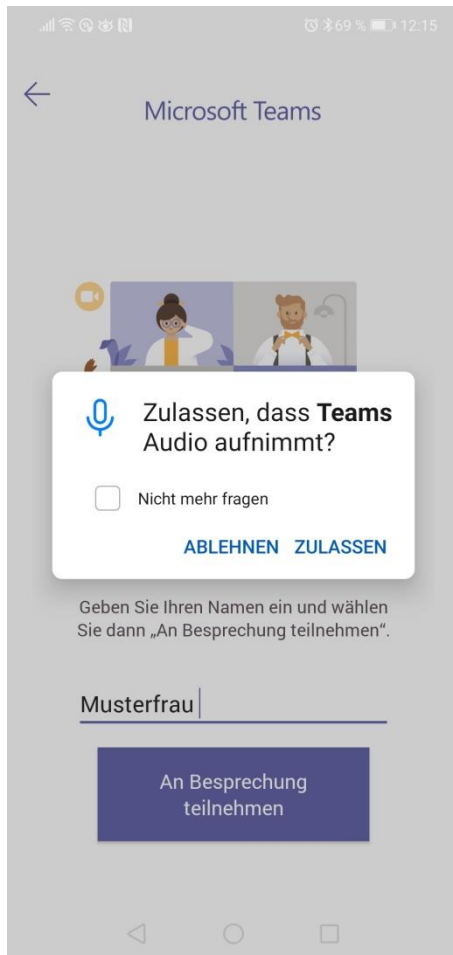 69 % 12:15
Microsoft Teams
Zulassen, dass Teams
Audio aufnimmt?
Nicht mehr fragen
ABLEHNEN ZULASSEN
Geben Sie Ihren Namen ein und wählen
Sie dann „An Besprechung teilnehmen“.
Musterfrau
An Besprechung
teilnehmen